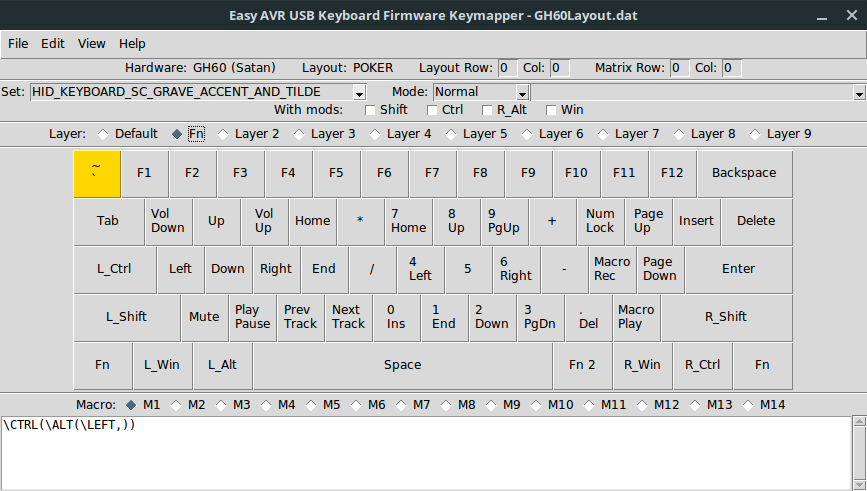 Easy AVR USB Keyboard Firmware Keymapper - GH60Layout.dat
File Edit View Help
Hardware: GH60 (Satan) Layout: POKER Layout Row: 0 Col: 0 Matrix Row: 0 Col: 0
Set: HID_KEYBOARD_SC_GRAVE_ACCENT_AND_TILDE Mode: Normal
With mods: Shift Ctrl R_Alt Win
Layer: Default Fn Layer 2 Layer 3 Layer 4 Layer 5 Layer 6 Layer 7 Layer 8 Layer 9
~
` F1 F2 F3 F4 F5 F6 F7 F8 F9 F10 F11 F12 Backspace
Tab Vol
Down Up Vol
Up Home * 7
Home 8
Up 9
PgUp + Num
Lock Page
Up Insert Delete
L_Ctrl Left Down Right End / 4
Left 5 6
Right - Macro
Rec Page
Down Enter
L_Shift Mute Play
Pause Prev
Track Next
Track 0
Ins 1
End 2
Down 3
PgDn .
Del Macro
Play R_Shift
Fn L_Win L_Alt Space Fn 2 R_Win R_Ctrl Fn
Macro: M1 M2 M3 M4 M5 M6 M7 M8 M9 M10 M11 M12 M13 M14
\CTRL(\ALT(\LEFT,))